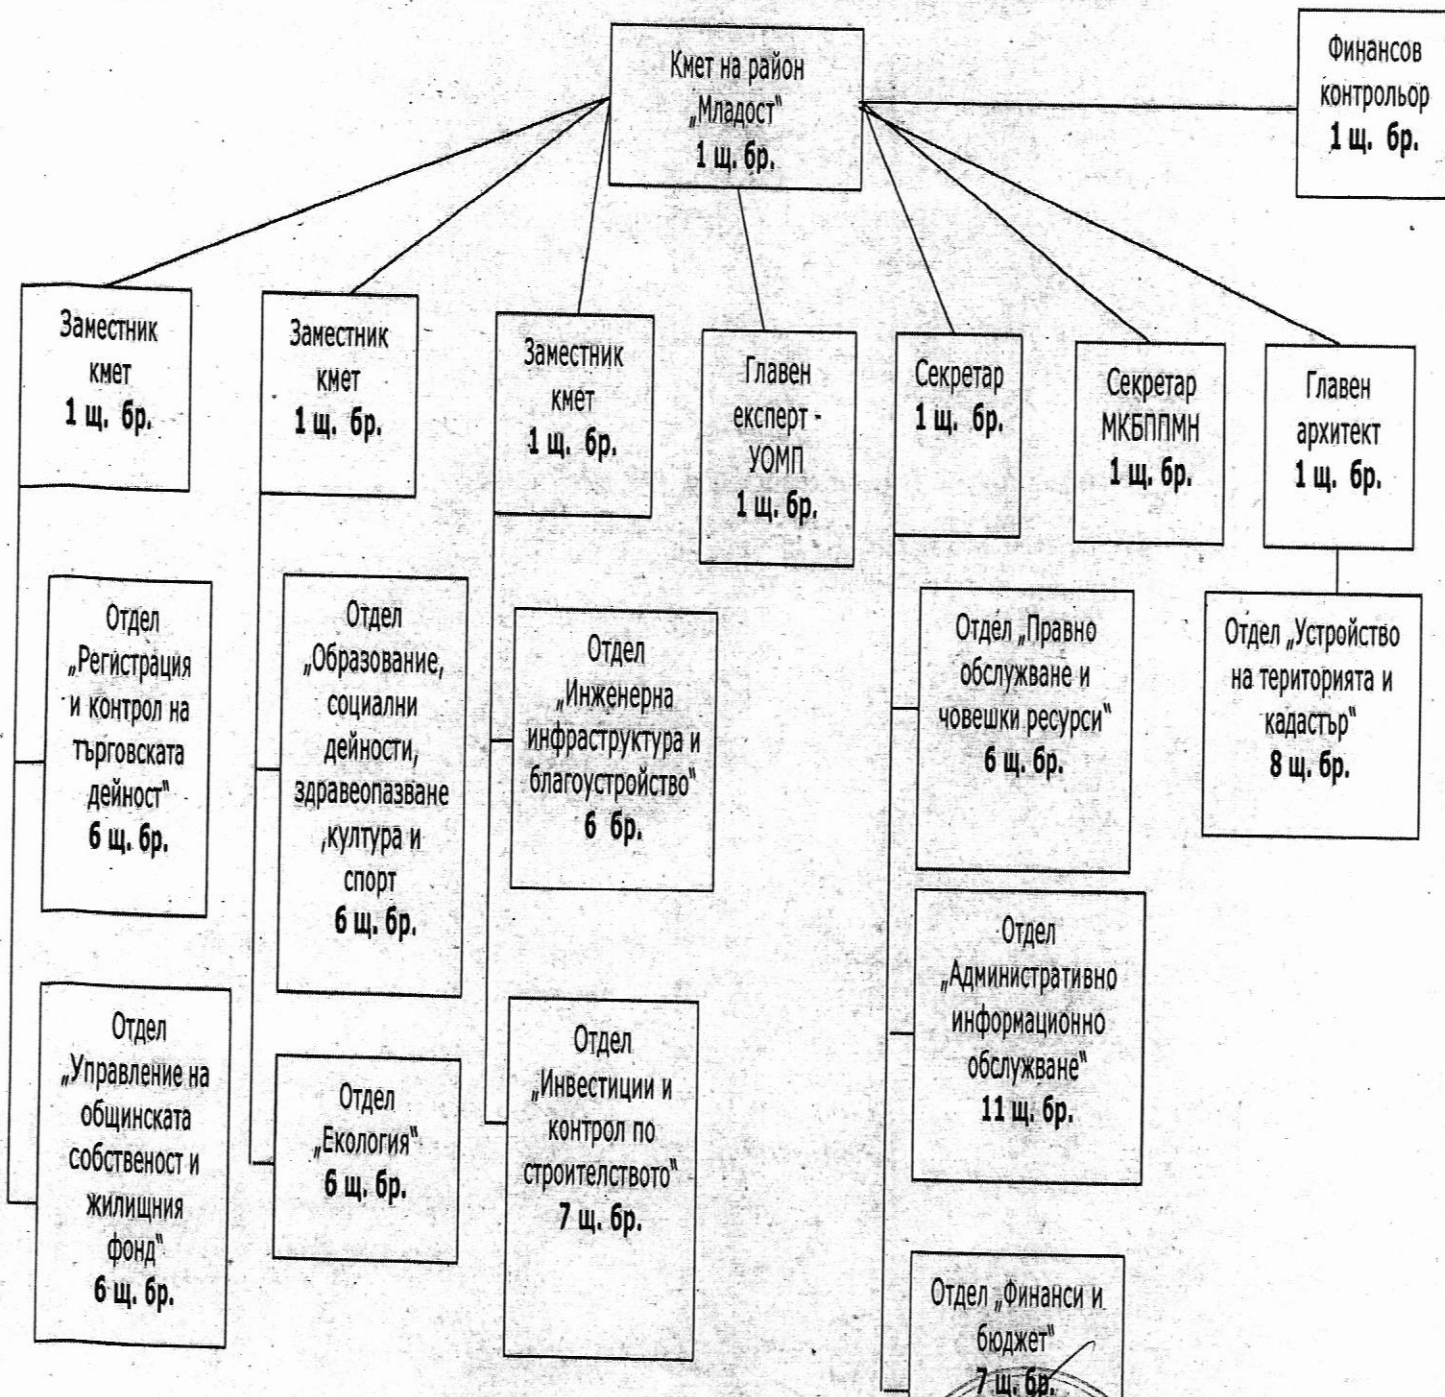 Кмет на район
„Младост“
1 щ. бр.
Финансов
контрольор
1 щ. бр.
Заместник
кмет
1 щ. бр.
Заместник
кмет
1 щ. бр.
Заместник
кмет
1 щ. бр.
Главен
експерт -
УОМП
1 щ. бр.
Секретар
1 щ. бр.
Секретар
МКБППМН
1 щ. бр.
Главен
архитект
1 щ. бр.
Отдел
„Регистрация
и контрол на
търговската
дейност“
6 щ. бр.
Отдел
„Образование,
социални
дейности,
здравеопазване
,култура и
спорт
6 щ. бр.
Отдел
„Инженерна
инфраструктура и
благоустройство“
6 бр.
Отдел „Правно
обслужване и
човешки ресурси“
6 щ. бр.
Отдел „Устройство
на територията и
кадастър“
8 щ. бр.
Отдел
„Управление на
общинската
собственост и
жилищния
фонд“
6 щ. бр.
Отдел
„Екология“
6 щ. бр.
Отдел
„Инвестиции и
контрол по
строителството“
7 щ. бр.
Отдел
„Административно
информационно
обслужване“
11 щ. бр.
Отдел „Финанси и
бюджет“
7 щ. бр.